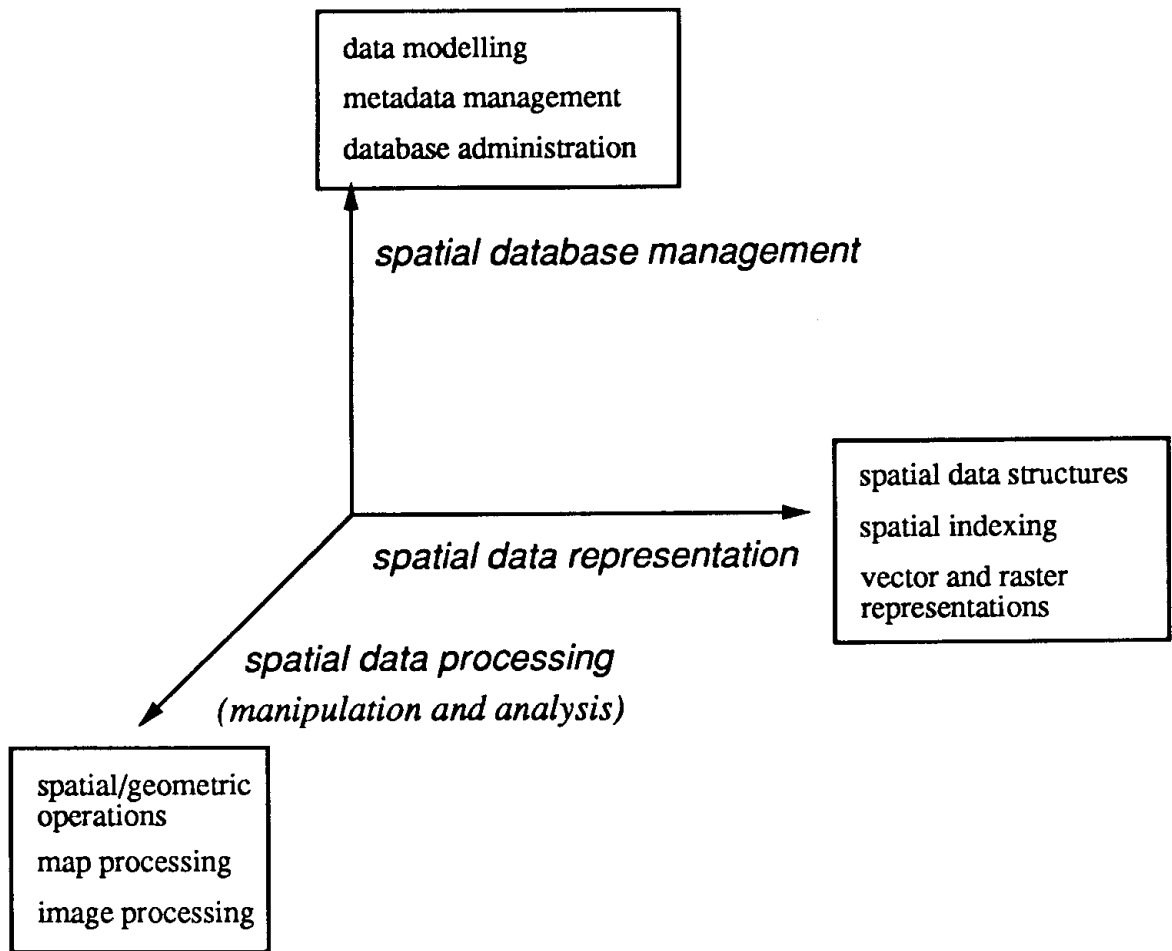 data modelling
metadata management
database administration
spatial database management
spatial data structures
spatial indexing
vector and raster
representations
spatial data representation
spatial data processing
(manipulation and analysis)
spatial/geometric
operations
map processing
image processing